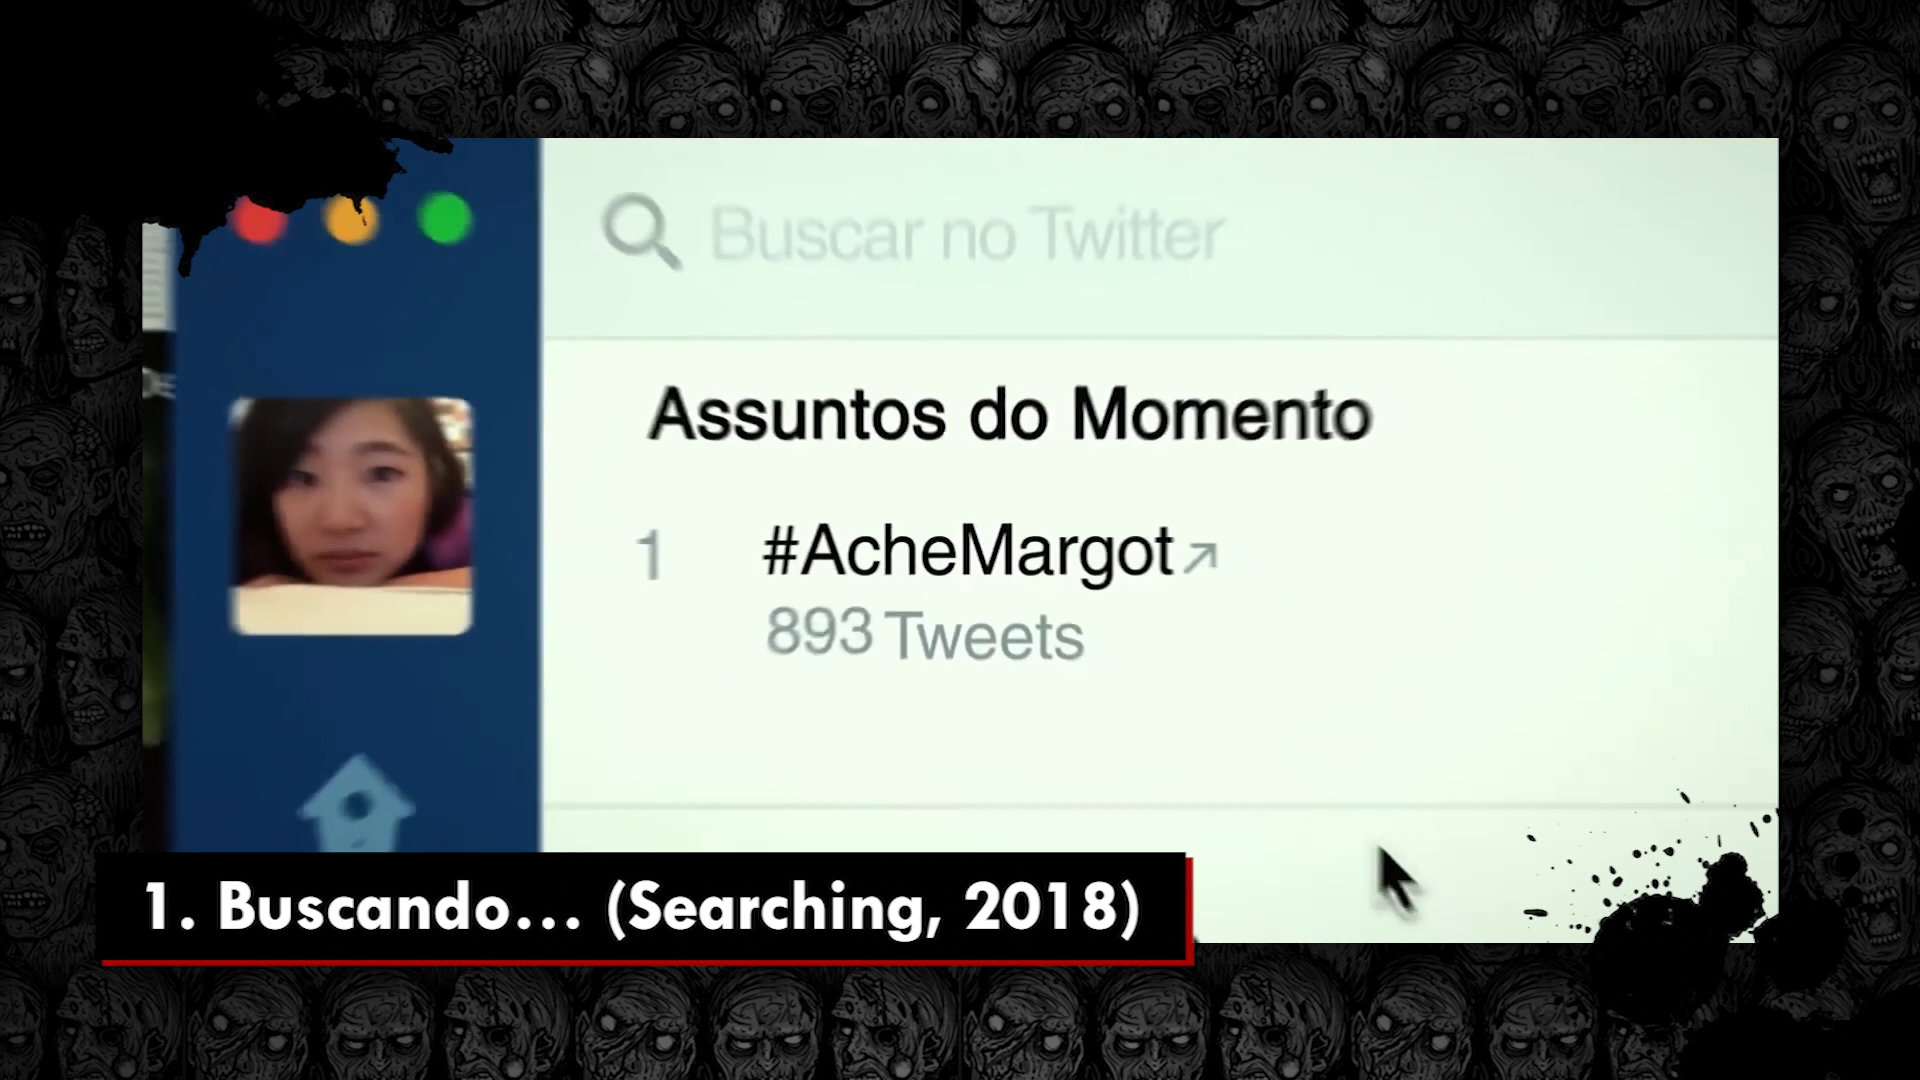 Buscar no Twitter
Assuntos do Momento
1 #AcheMargot
893 Tweets
1. Buscando... (Searching, 2018)